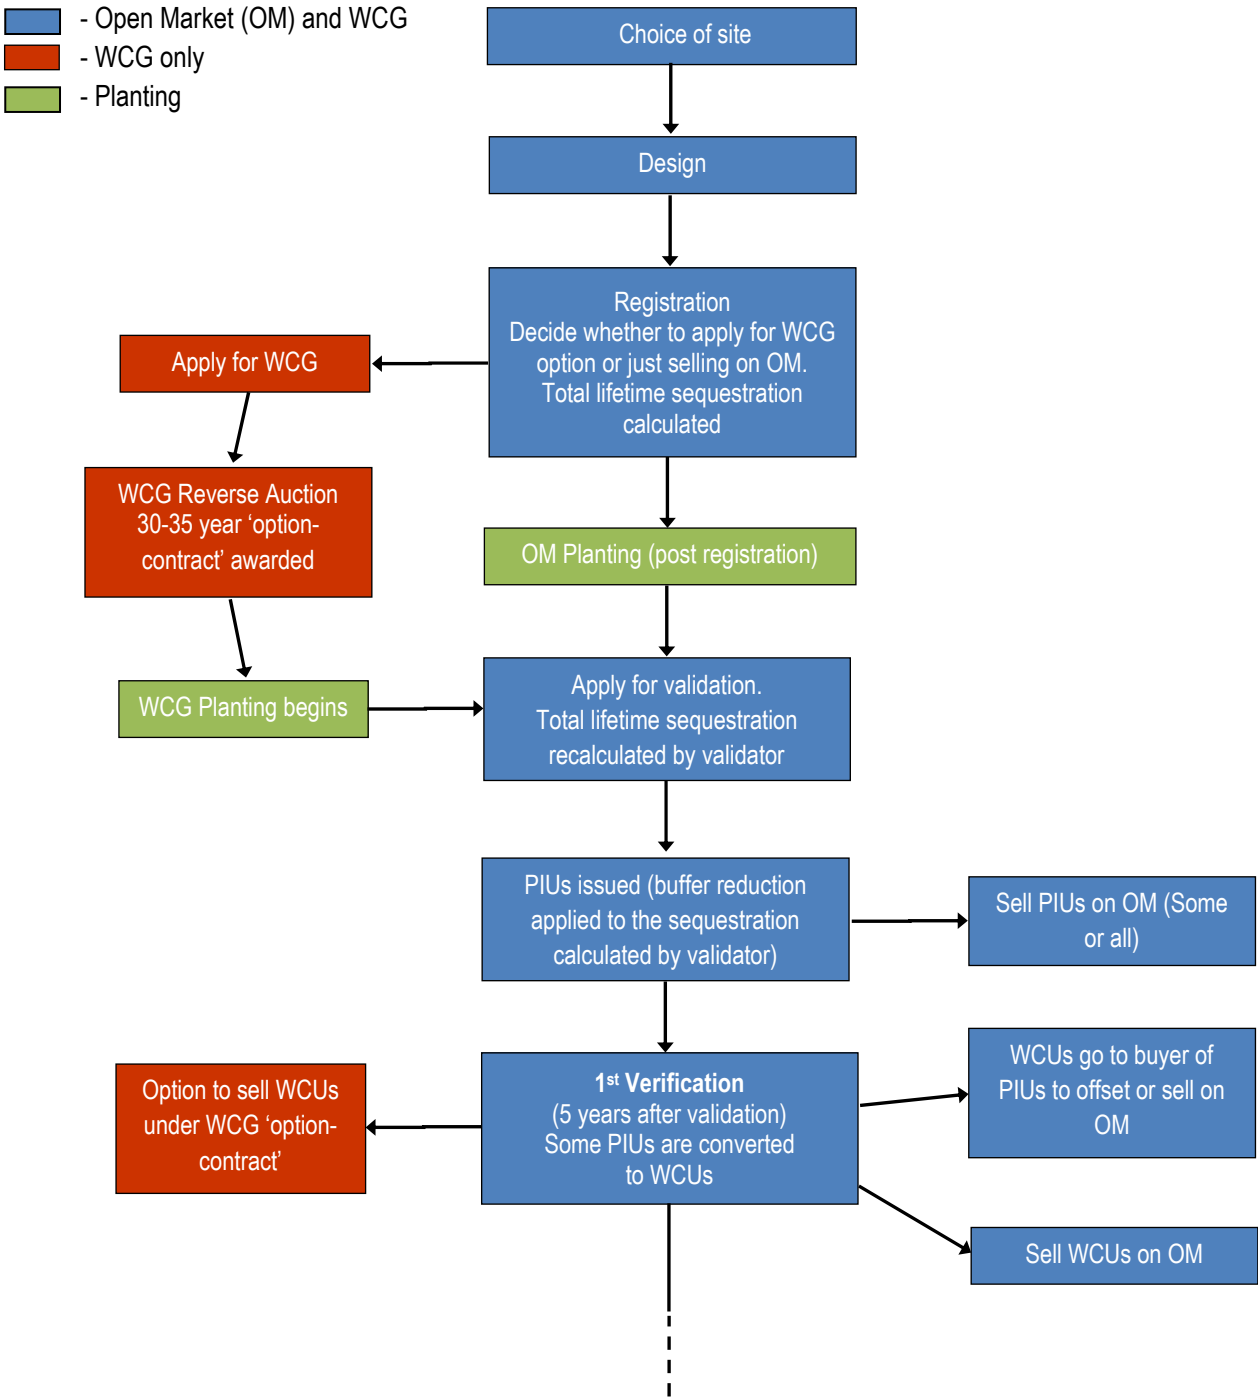 - Open Market (OM) and WCG
- WCG only
- Planting
Choice of site
Design
Registration
Decide whether to apply for WCG
option or just selling on OM.
Total lifetime sequestration
calculated
Apply for WCG
WCG Reverse Auction
30-35 year ‘option-
contract’ awarded
OM Planting (post registration)
WCG Planting begins
Apply for validation.
Total lifetime sequestration
recalculated by validator
PIUs issued (buffer reduction
applied to the sequestration
calculated by validator)
Sell PIUs on OM (Some
or all)
1st Verification
(5 years after validation)
Some PIUs are converted
to WCUs
Option to sell WCUs
under WCG ‘option-
contract’
WCUs go to buyer of
PIUs to offset or sell on
OM
Sell WCUs on OM